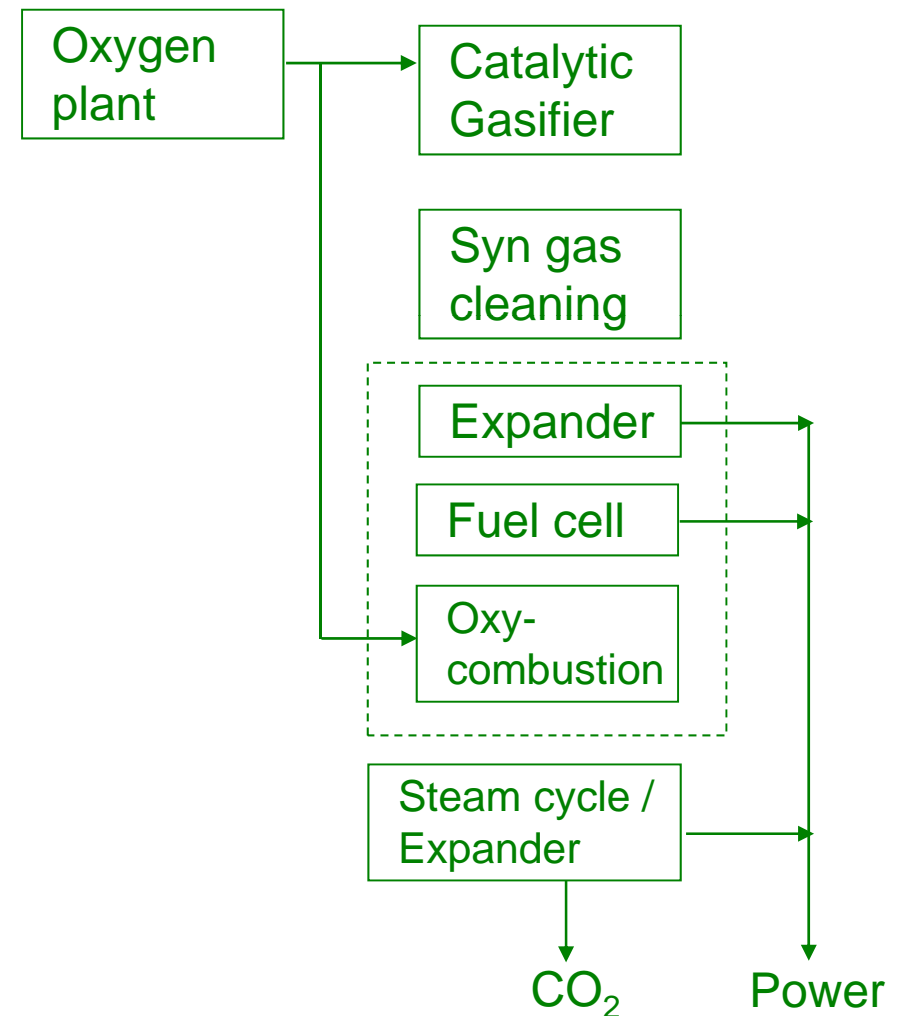 Oxygen
plant
Catalytic
Gasifier
Syn gas
cleaning
Expander
Fuel cell
Oxy-
combustion
Steam cycle /
Expander
CO₂
Power